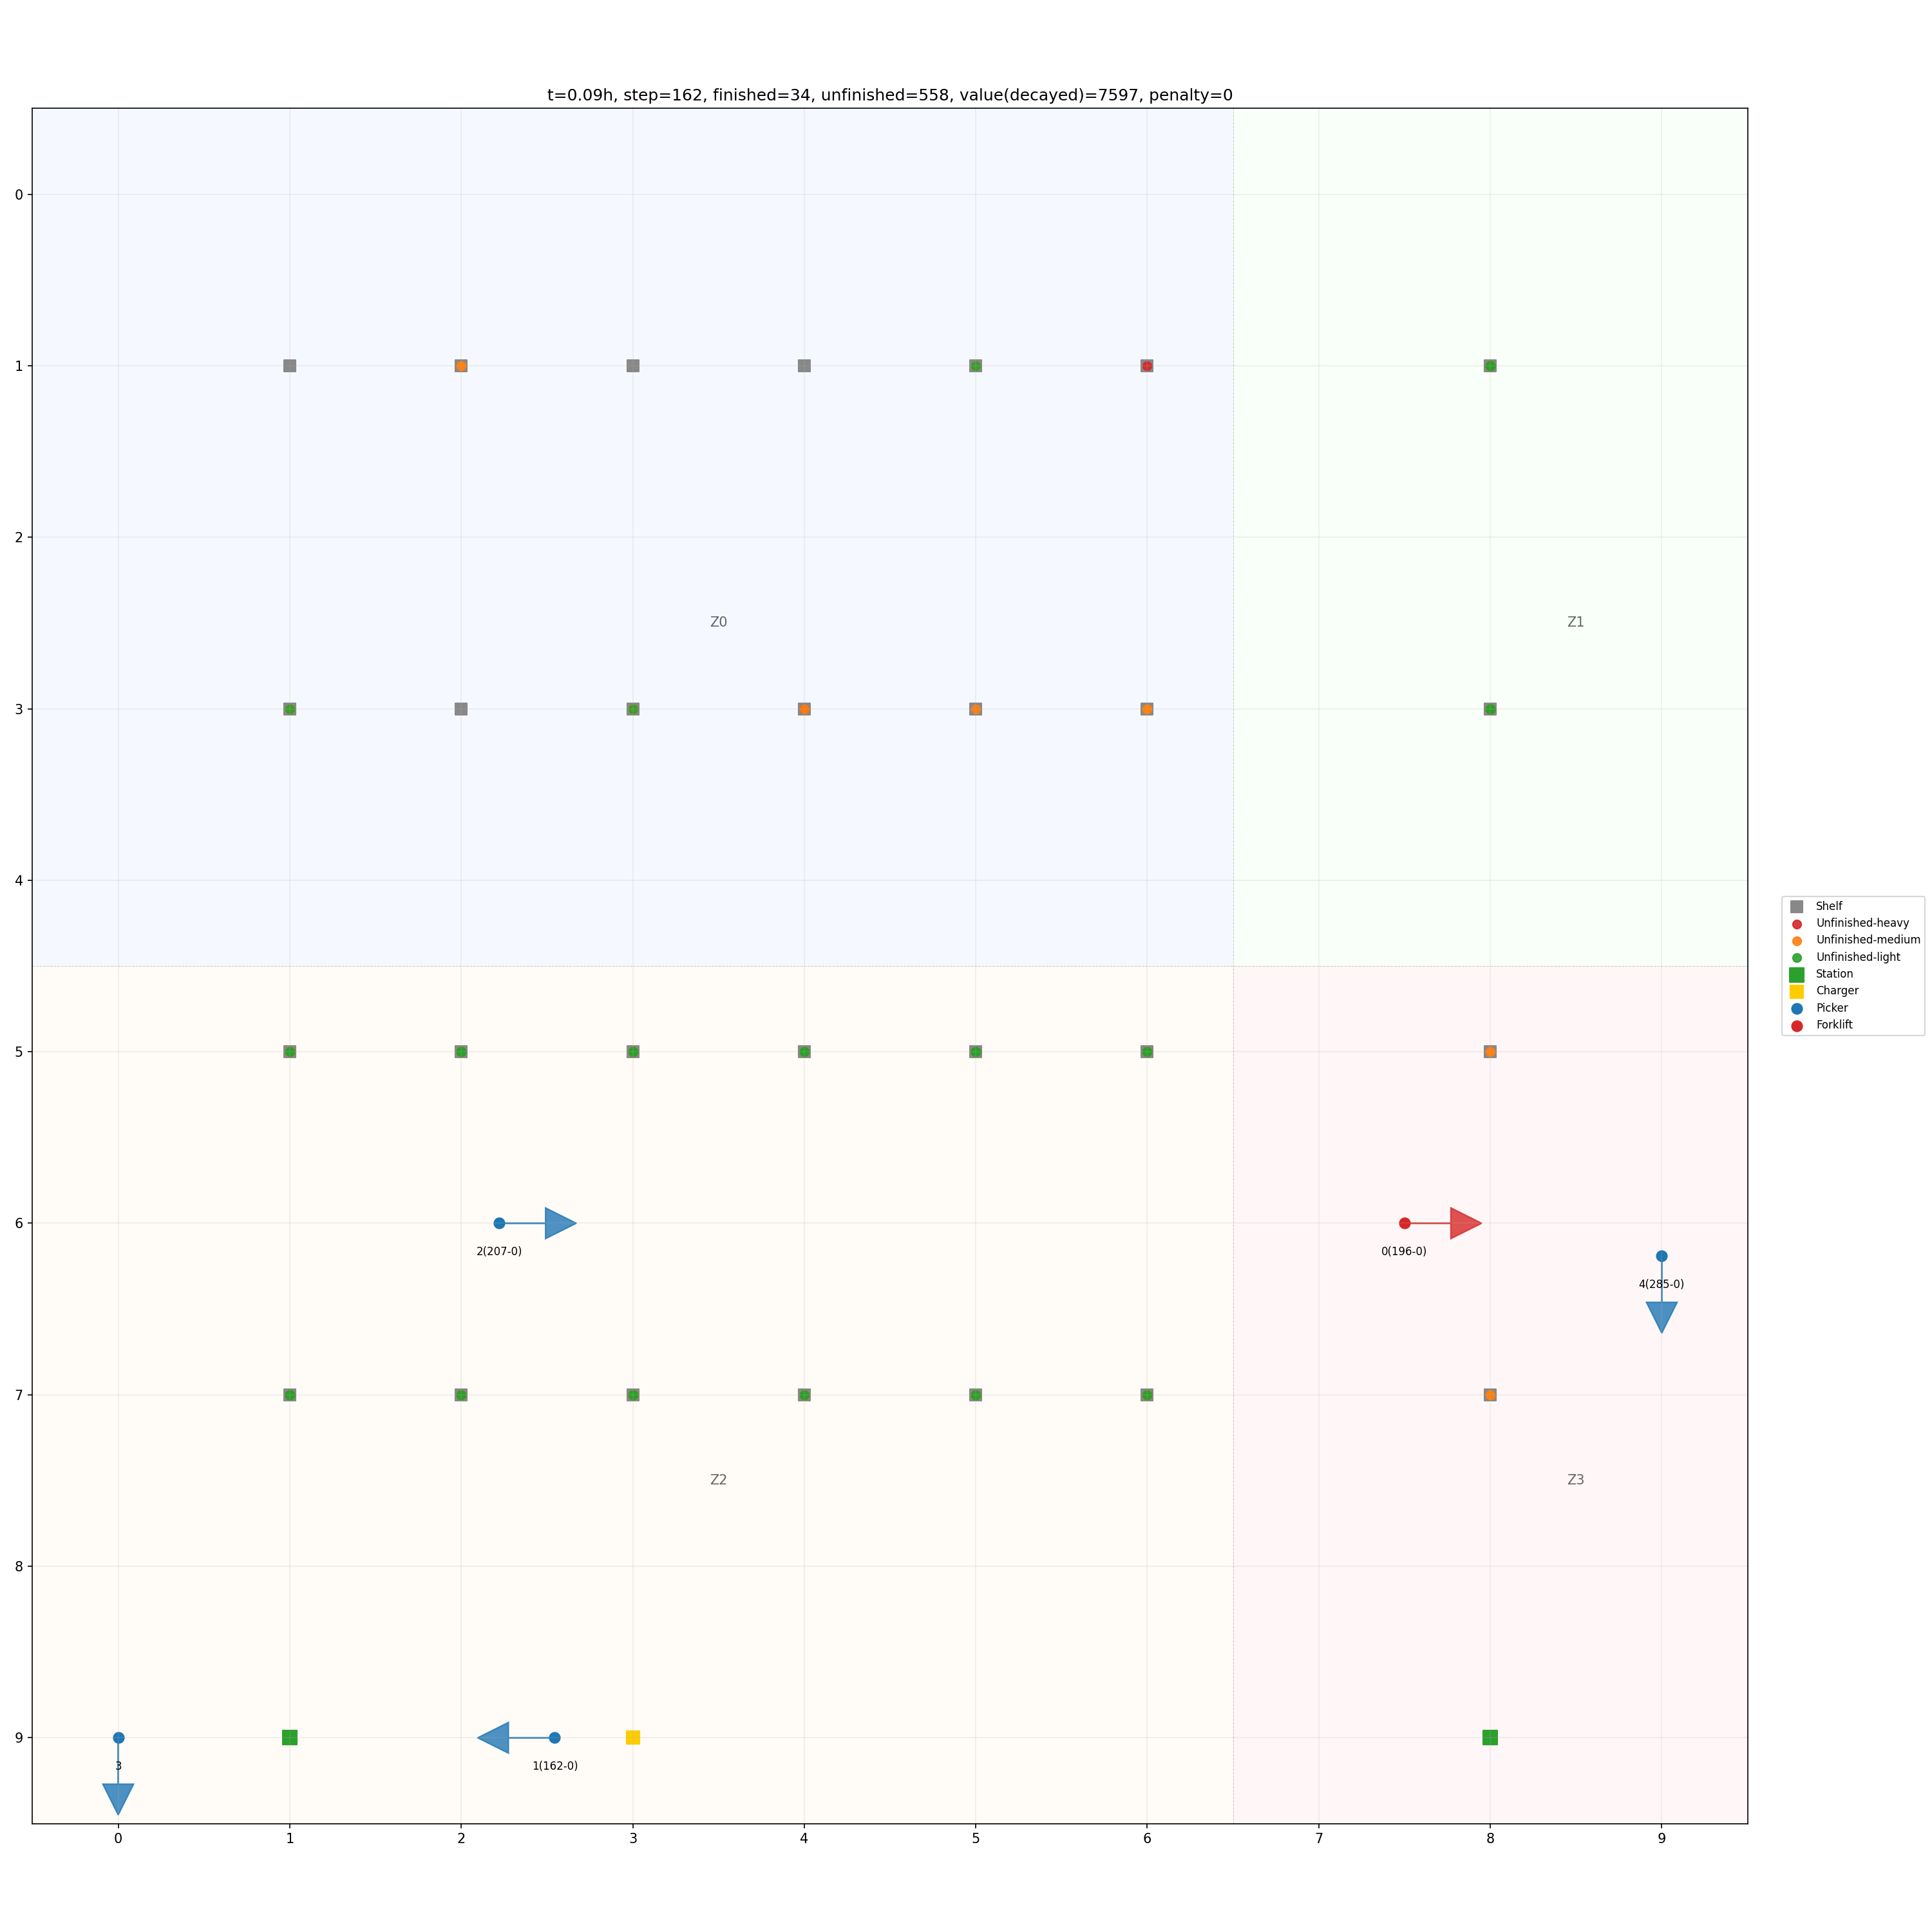 t=0.09h, step=162, finished=34, unfinished=558, value(decayed)=7597, penalty=0
0
1
2
Z0
Z1
3
4
Shelf
Unfinished-heavy
Unfinished-medium
Unfinished-light
Station
Charger
Picker
Forklift
5
6
2(207-0)
0(196-0)
4(285-0)
7
Z2
Z3
8
9
3
1(162-0)
0 1 2 3 4 5 6 7 8 9